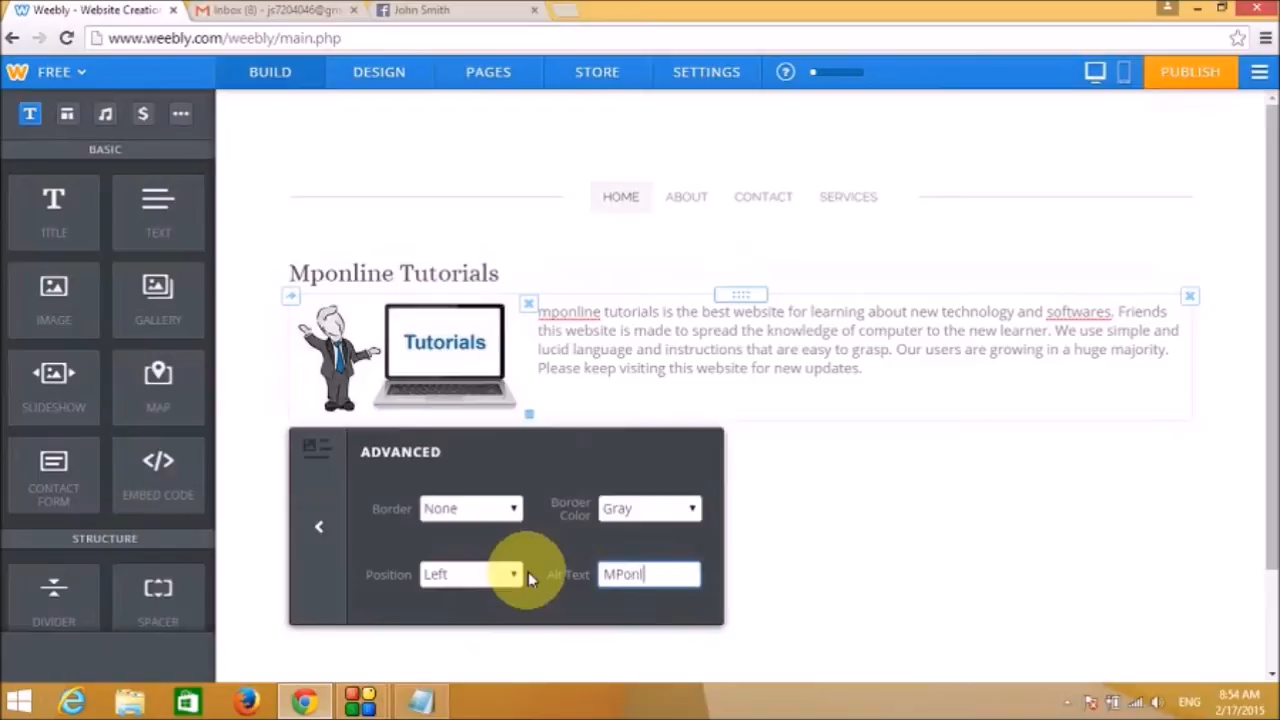 Weebly - Website Creatio
Inbox (8) - js7204046@gm
John Smith
www.weebly.com/weebly/main.php
FREE
BUILD
DESIGN
PAGES
STORE
SETTINGS
?
PUBLISH
BASIC
TITLE
TEXT
IMAGE
GALLERY
SLIDESHOW
MAP
CONTACT
FORM
EMBED CODE
STRUCTURE
DIVIDER
SPACER
HOME
ABOUT
CONTACT
SERVICES
Mponline Tutorials
Tutorials
mponline tutorials is the best website for learning about new technology and softwares. Friends
this website is made to spread the knowledge of computer to the new learner. We use simple and
lucid language and instructions that are easy to grasp. Our users are growing in a huge majority.
Please keep visiting this website for new updates.
ADVANCED
Border
None
Border
Color
Gray
Position
Left
Alt Text
MPonl
ENG
8:54 AM
2/17/2015